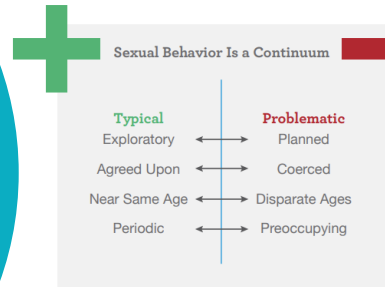 Sexual Behavior Is a Continuum
Typical Problematic
Exploratory Planned
Agreed Upon Coerced
Near Same Age Disparate Ages
Periodic Preoccupying